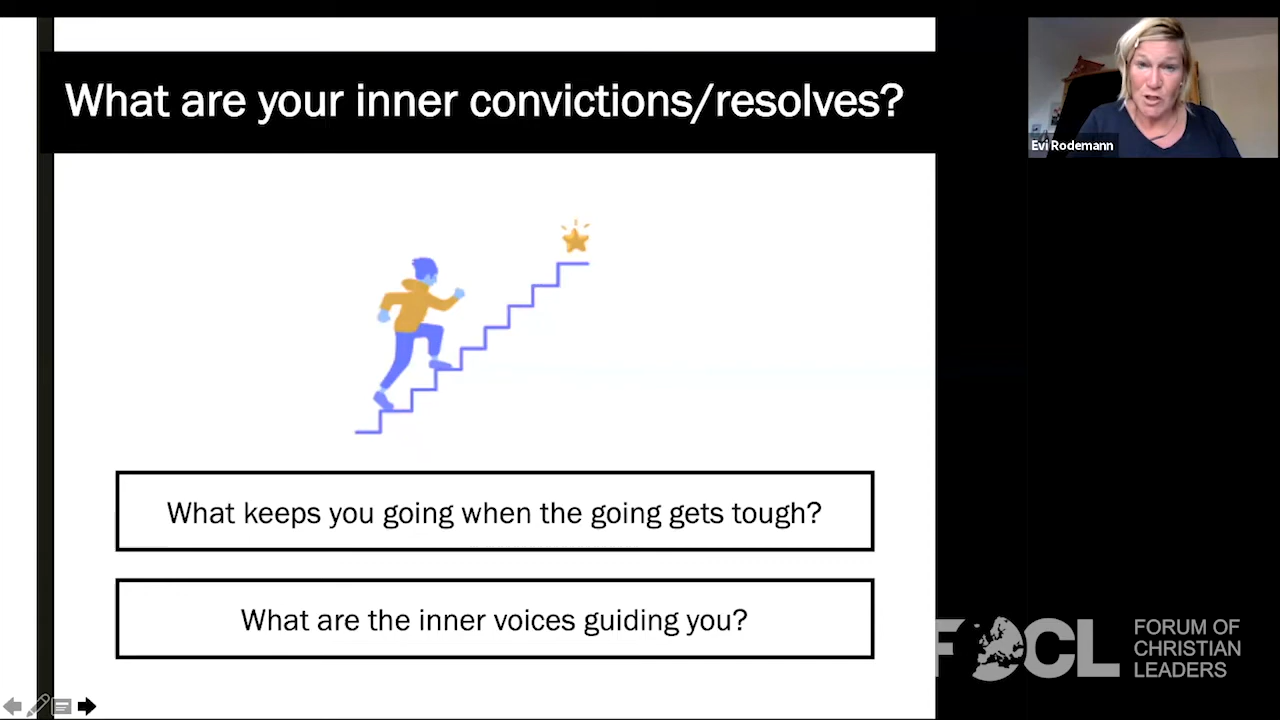 What are your inner convictions/resolves?
Evi Rodemann
What keeps you going when the going gets tough?
What are the inner voices guiding you?
FOCL
FORUM OF
CHRISTIAN
LEADERS